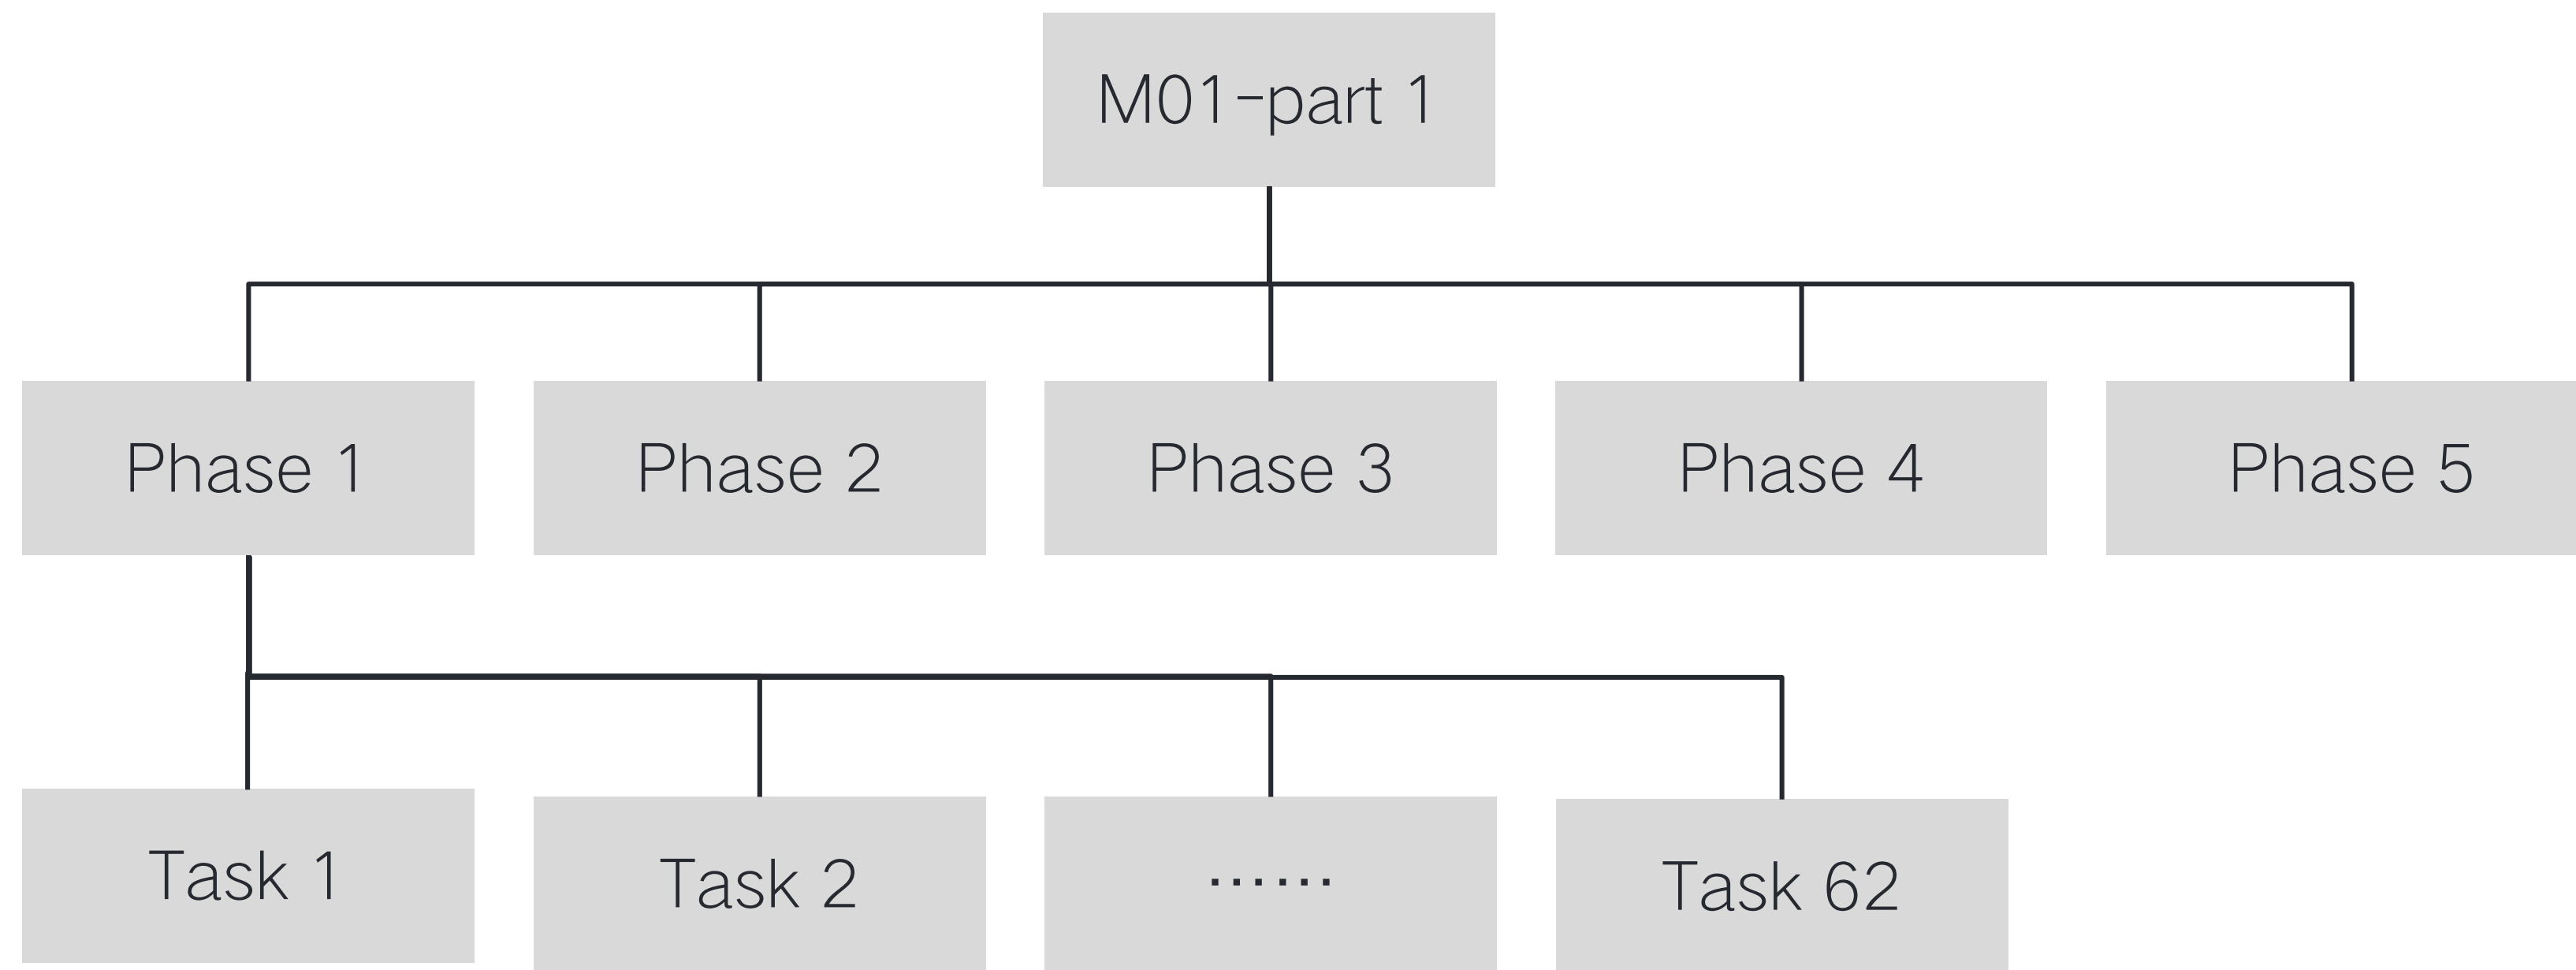 M01-part 1
Phase 1
Phase 2
Phase 3
Phase 4
Phase 5
Task 1
Task 2
······
Task 62